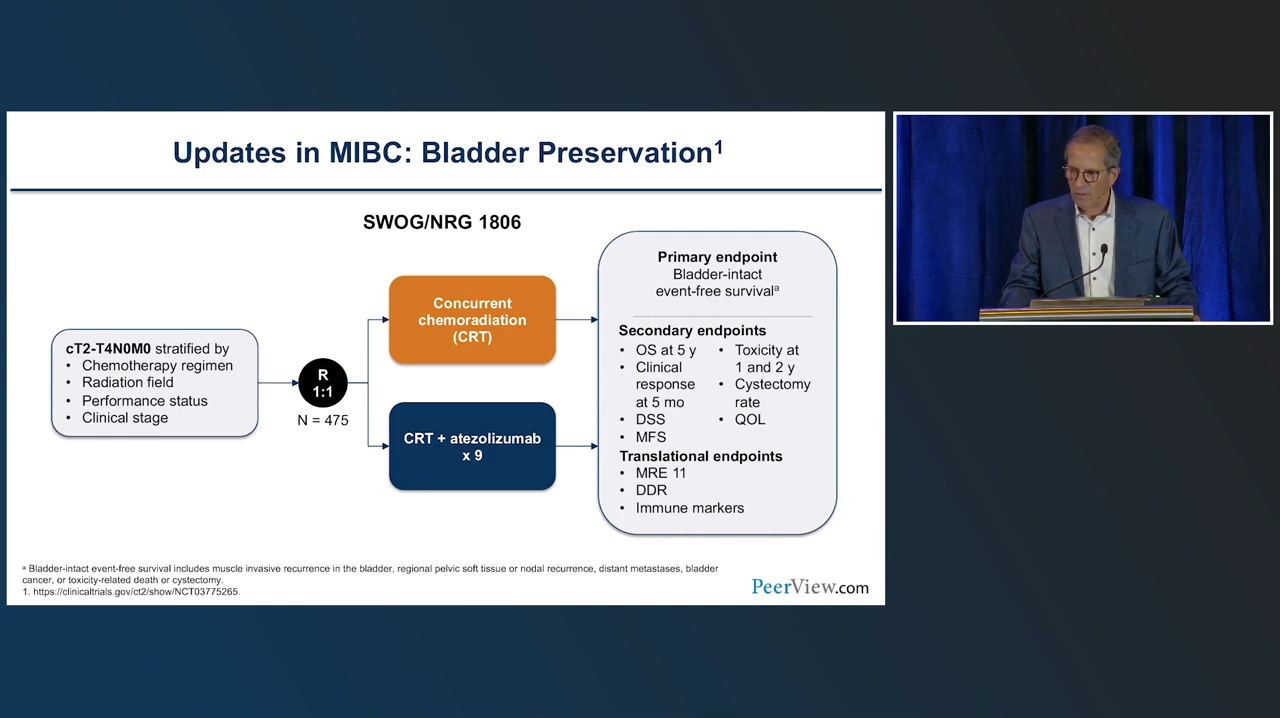 Updates in MIBC: Bladder Preservation1
SWOG/NRG 1806
cT2-T4N0M0 stratified by
• Chemotherapy regimen
• Radiation field
• Performance status
• Clinical stage
R
1:1
N = 475
Concurrent
chemoradiation
(CRT)
CRT + atezolizumab
x 9
Primary endpoint
Bladder-intact
event-free survivala
Secondary endpoints
• OS at 5 y
• Clinical
response
at 5 mo
• DSS
• MFS
• Toxicity at
1 and 2 y
• Cystectomy
rate
• QOL
Translational endpoints
• MRE 11
• DDR
• Immune markers
a Bladder-intact event-free survival includes muscle invasive recurrence in the bladder, regional pelvic soft tissue or nodal recurrence, distant metastases, bladder
cancer, or toxicity-related death or cystectomy.
1. https://clinicaltrials.gov/ct2/show/NCT03775265.
PeerView.com